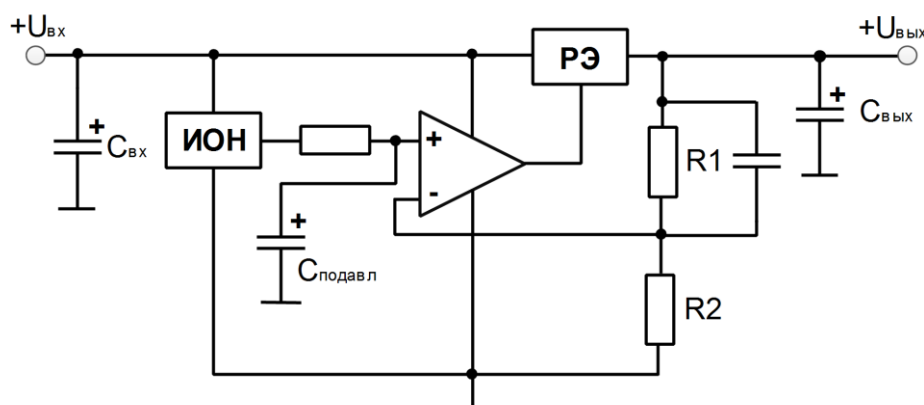 +Uвх
+Uвых
РЭ
+
Cвх
ИОН
+
-
R1
+
Cвых
+
Cподавл
R2